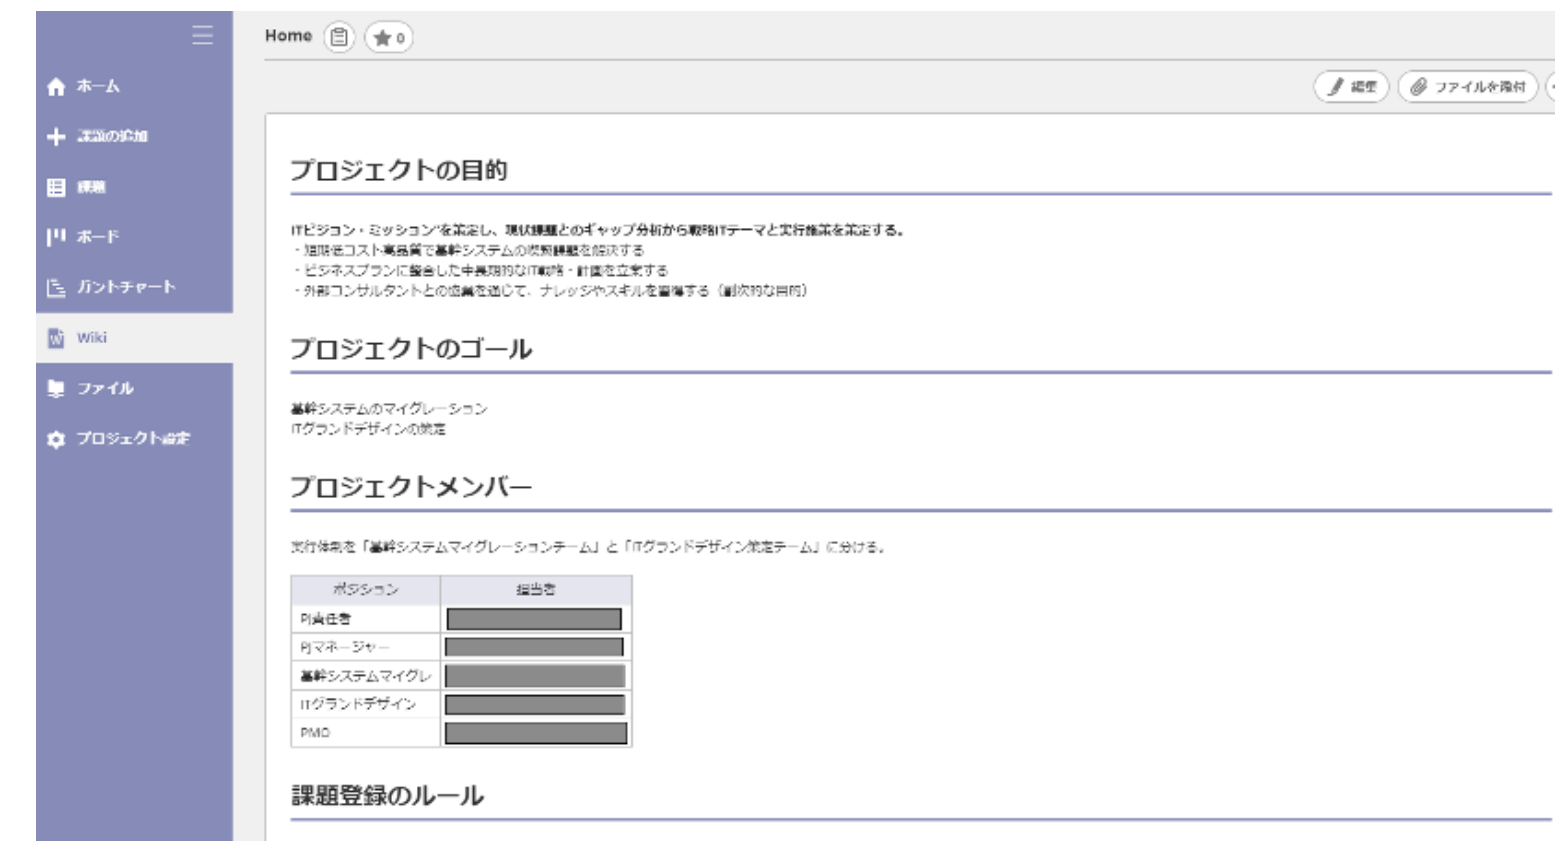 Home
0
ホーム
課題の追加
課題
ボード
ガントチャート
Wiki
ファイル
プロジェクト設定
編集
ファイルを添付
プロジェクトの目的
ITビジョン・ミッション"を策定し、現状課題とのギャップ分析から戦略ITテーマと実行施策を策定する。
- 短期低コスト高品質で基幹システムの喫緊課題を解決する
- ビジネスプランに整合した中長期的なIT戦略・計画を立案する
- 外部コンサルタントとの協業を通じて、ナレッジやスキルを蓄積する（副次的な目的）
プロジェクトのゴール
基幹システムのマイグレーション
ITグランドデザインの策定
プロジェクトメンバー
実行体制を「基幹システムマイグレーションチーム」と「ITグランドデザイン策定チーム」に分ける。
ポジション 担当者
PJ責任者
PJマネージャー
基幹システムマイグレ
ITグランドデザイン
PMO
課題登録のルール